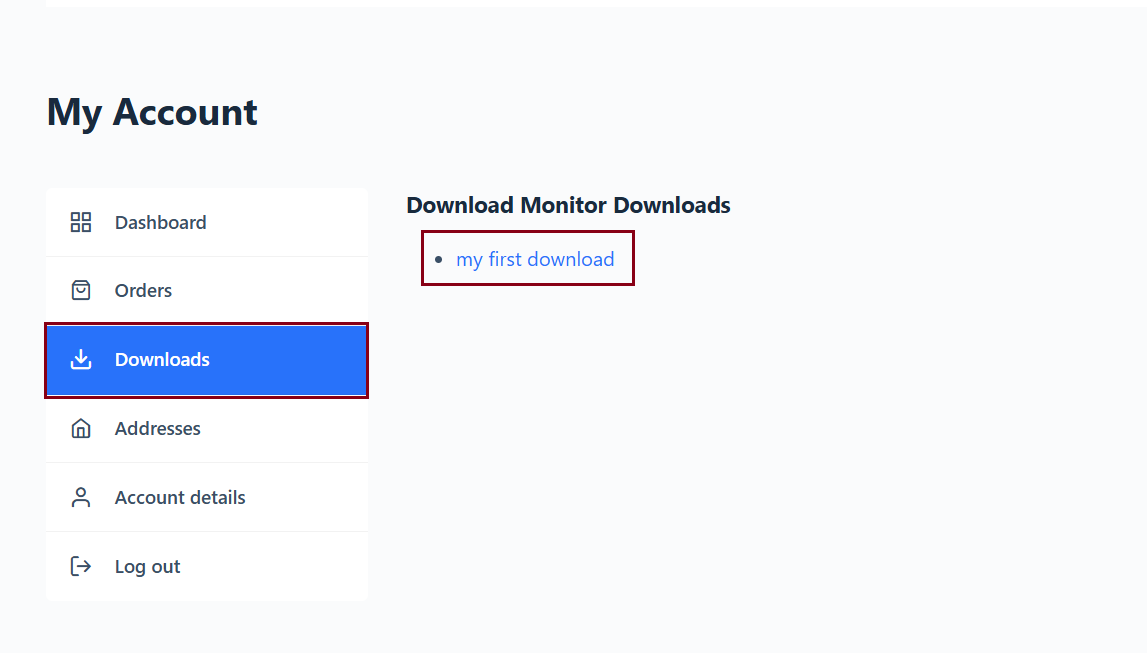 My Account
Dashboard
Orders
Downloads
Addresses
Account details
Log out
Download Monitor Downloads
my first download